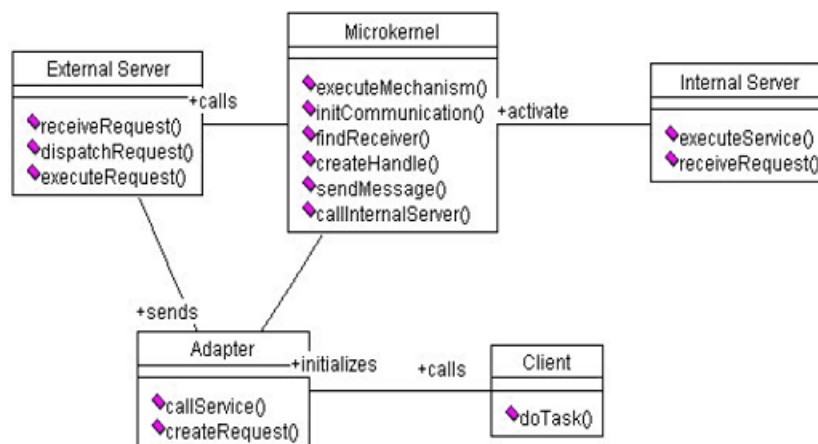 External Server
receiveRequest()
dispatchRequest()
executeRequest()
+calls
Microkernel
executeMechanism()
initCommunication()
findReceiver()
createHandle()
sendMessage()
callInternalServer()
+activate
Internal Server
executeService()
receiveRequest()
+sends
Adapter
callService()
createRequest()
+initializes
+calls
Client
doTask()